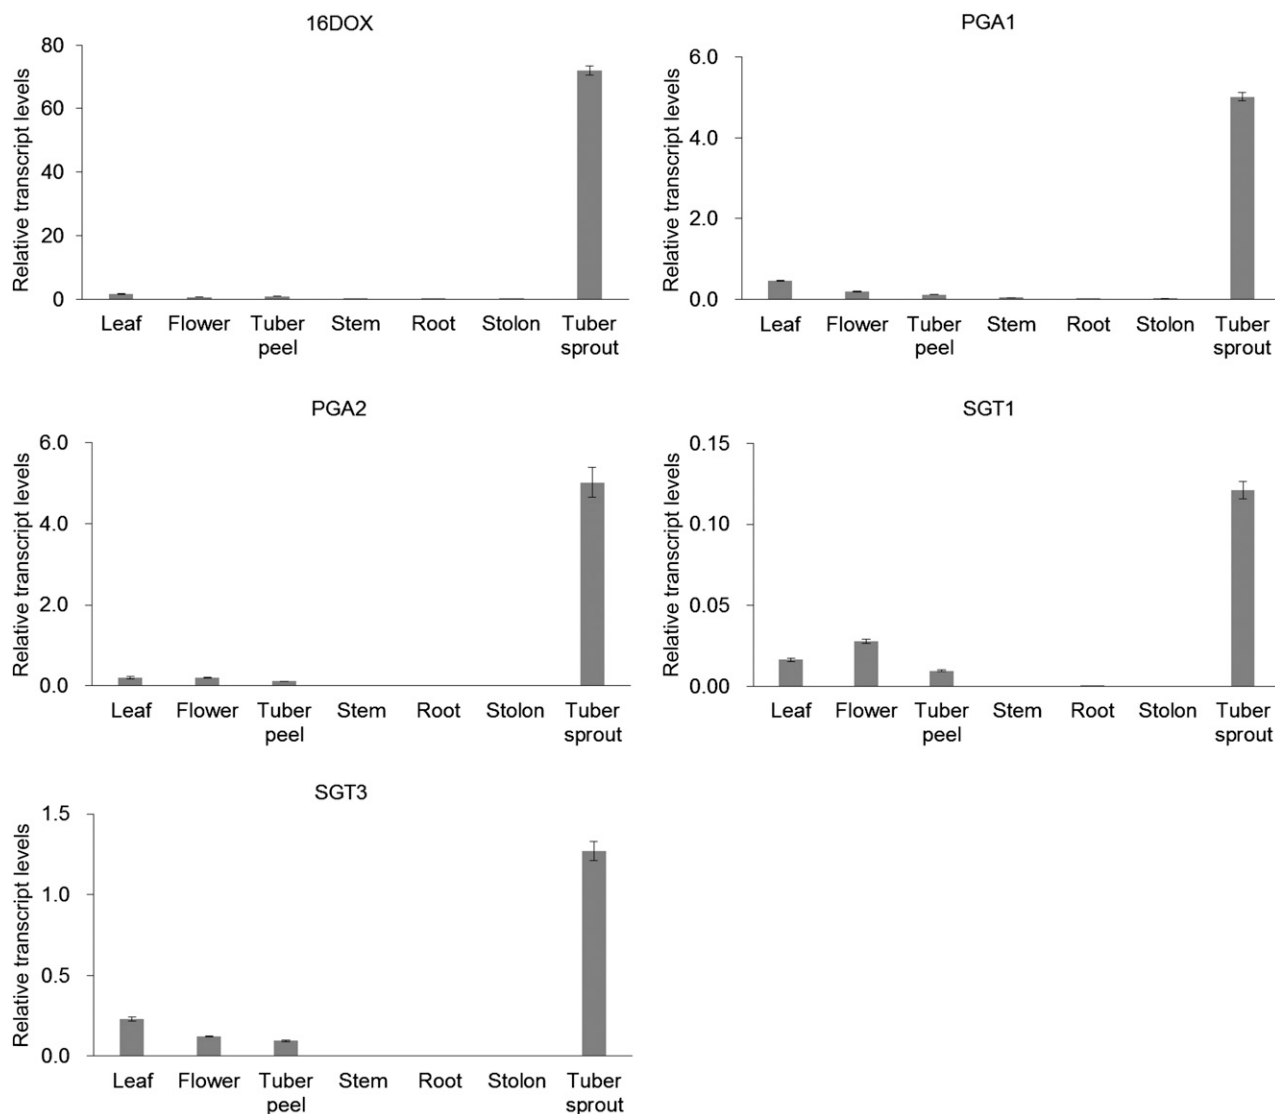 16DOX
Relative transcript levels
80
60
40
20
0
Leaf Flower Tuber Stem Root Stolon Tuber
peel sprout
PGA1
Relative transcript levels
6.0
4.0
2.0
0.0
Leaf Flower Tuber Stem Root Stolon Tuber
peel sprout
PGA2
Relative transcript levels
6.0
4.0
2.0
0.0
Leaf Flower Tuber Stem Root Stolon Tuber
peel sprout
SGT1
Relative transcript levels
0.15
0.10
0.05
0.00
Leaf Flower Tuber Stem Root Stolon Tuber
peel sprout
SGT3
Relative transcript levels
1.5
1.0
0.5
0.0
Leaf Flower Tuber Stem Root Stolon Tuber
peel sprout